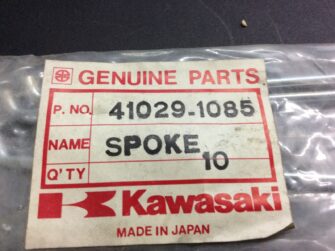 GENUINE PARTS
P. NO. 41029-1085
NAME SPOKE
Q'TY 10
Kawasaki
MADE IN JAPAN